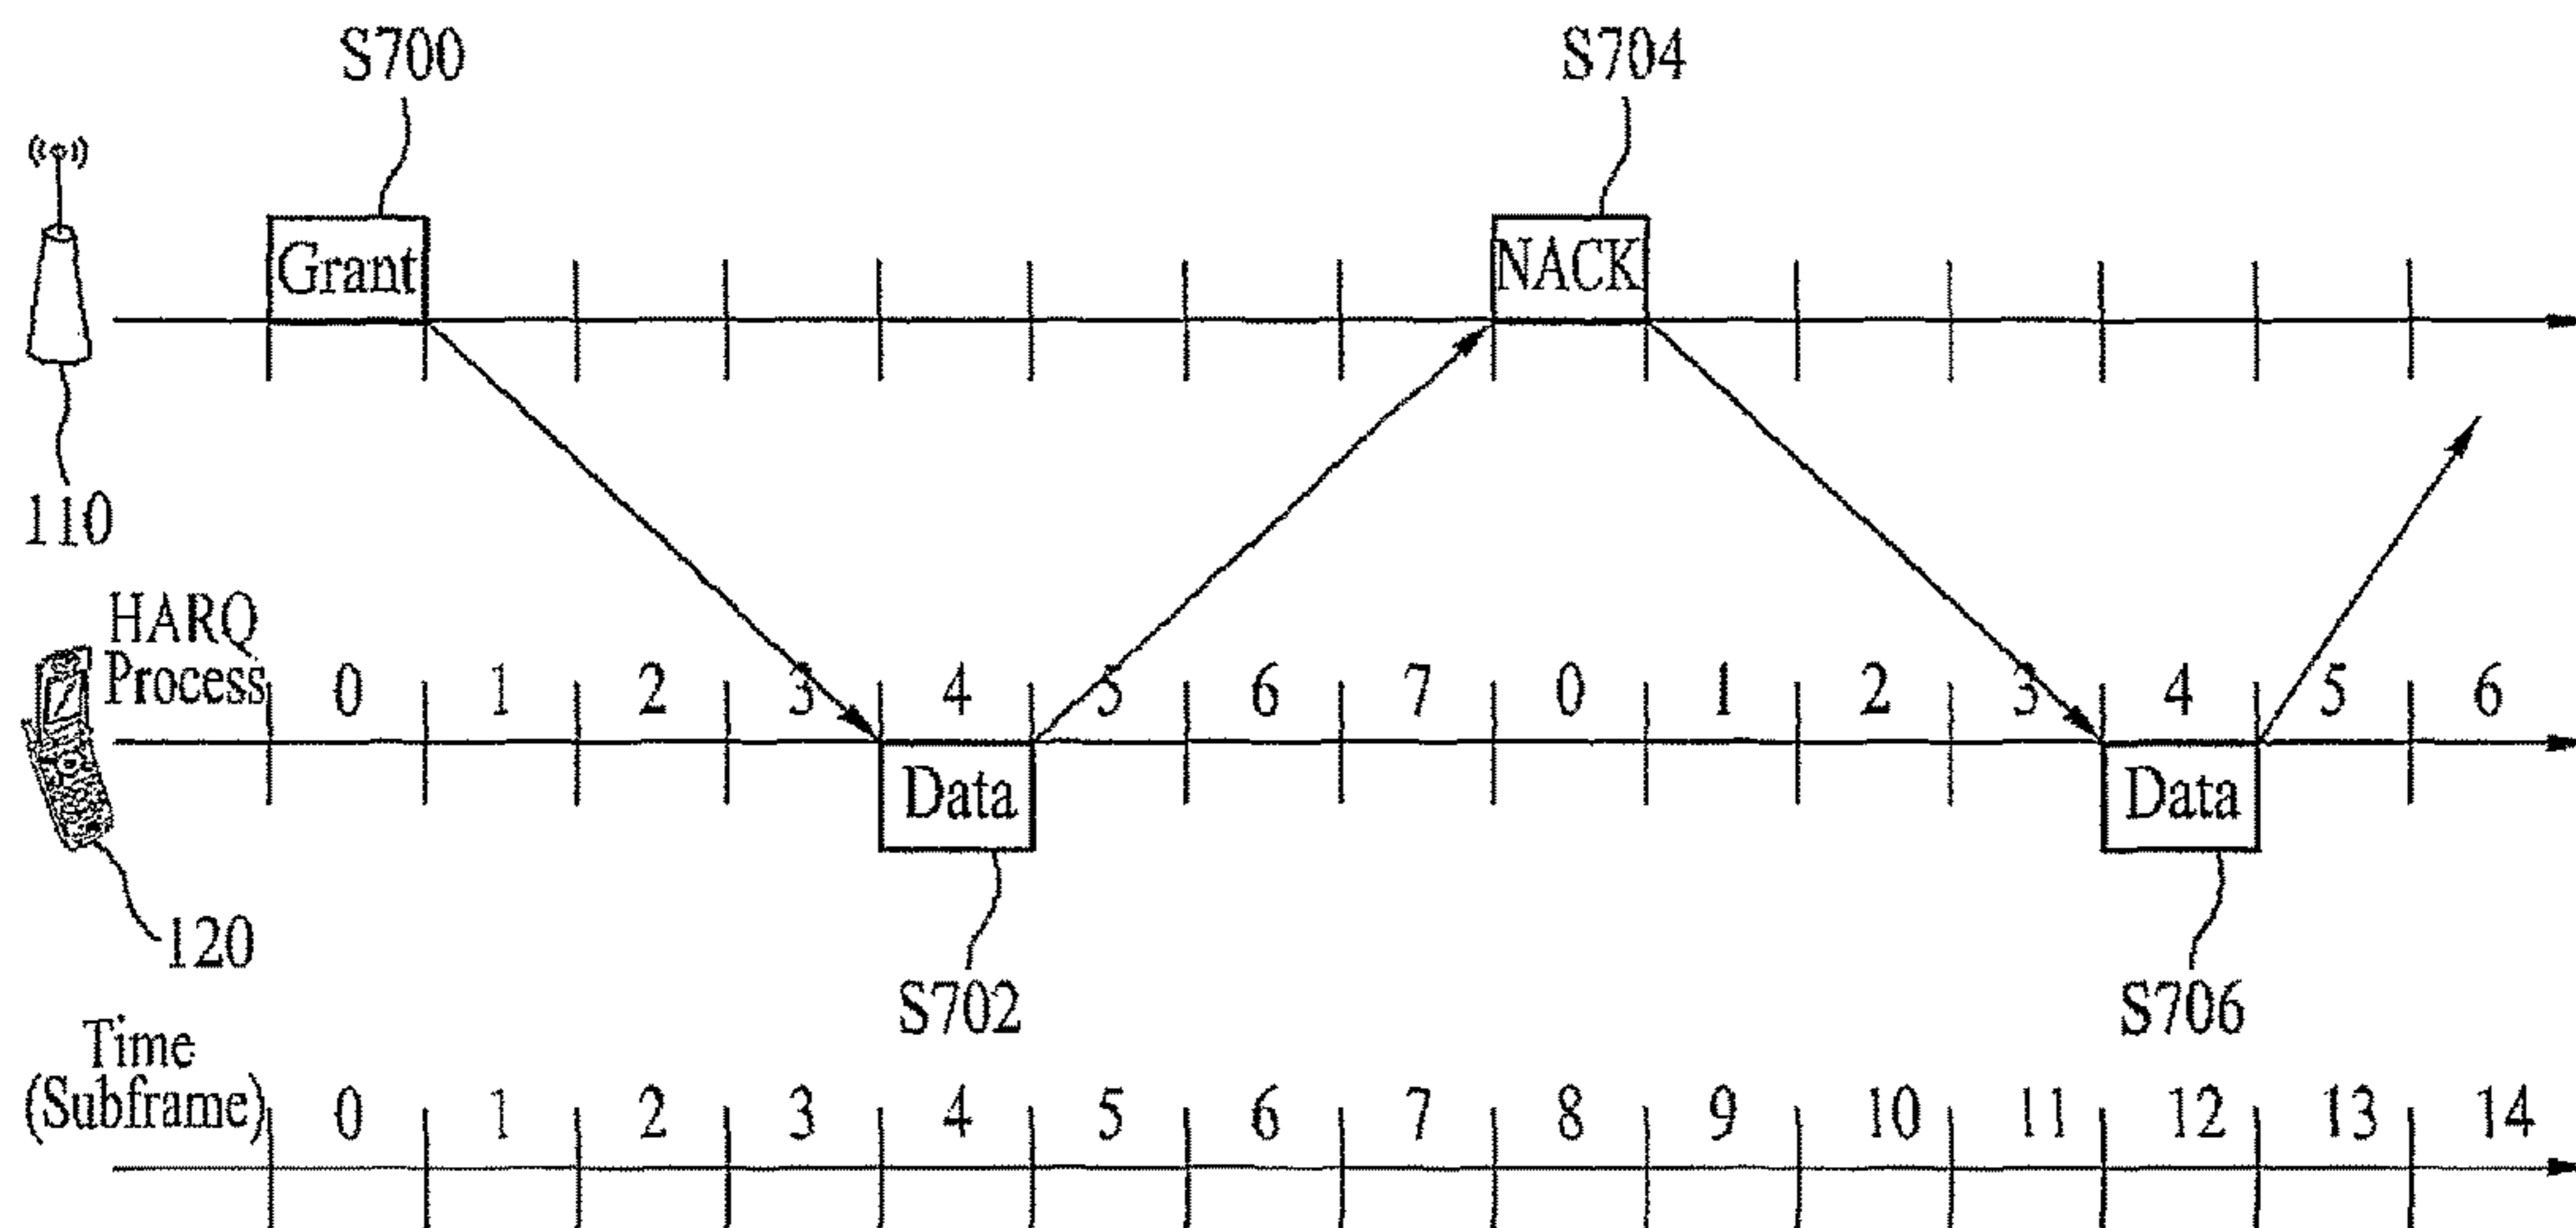 S700 S704
Grant NACK
110
HARQ
Process 0 1 2 3 4 5 6 7 0 1 2 3 4 5 6
Data Data
120
S702 S706
Time
(Subframe) 0 1 2 3 4 5 6 7 8 9 10 11 12 13 14